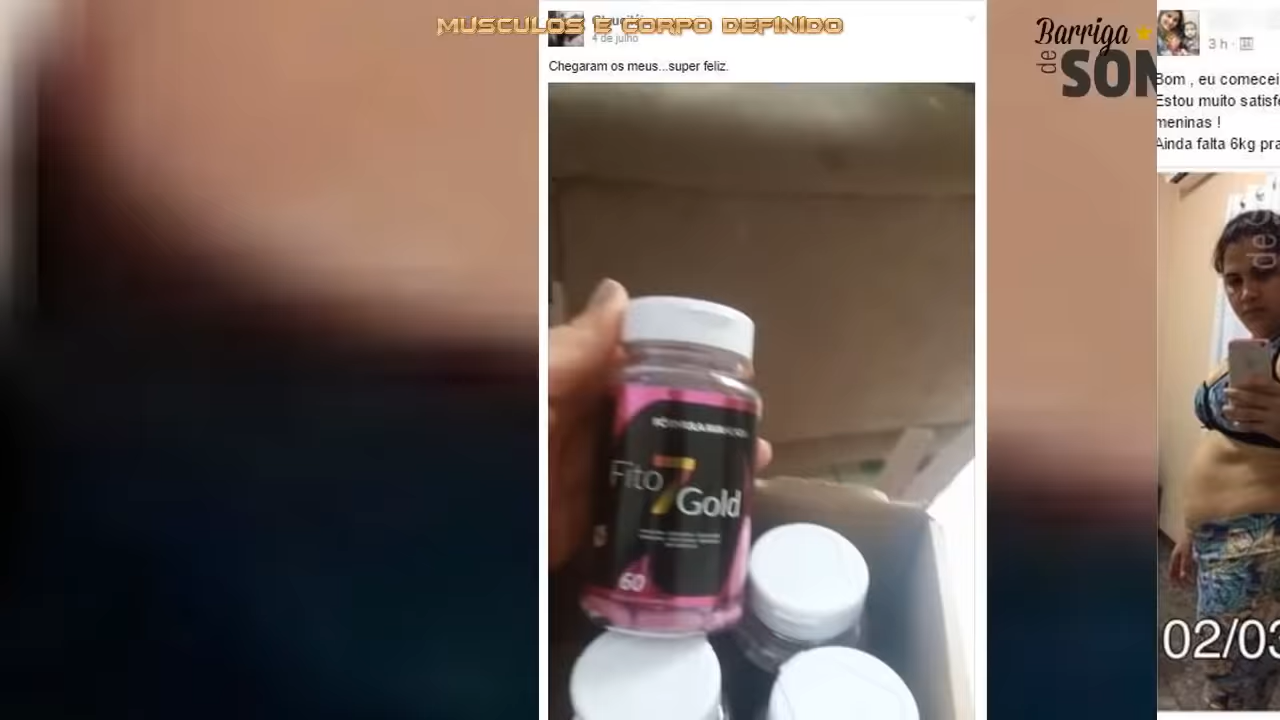 MUSCULOS E CORPO DEFINIDO
4 de julho
Chegaram os meus...super feliz.
Barriga
de
SON
3 h
Bom , eu comecei
Estou muito satisf
meninas !
Ainda falta 6kg pra
Fito 7 Gold
60
de
02/03